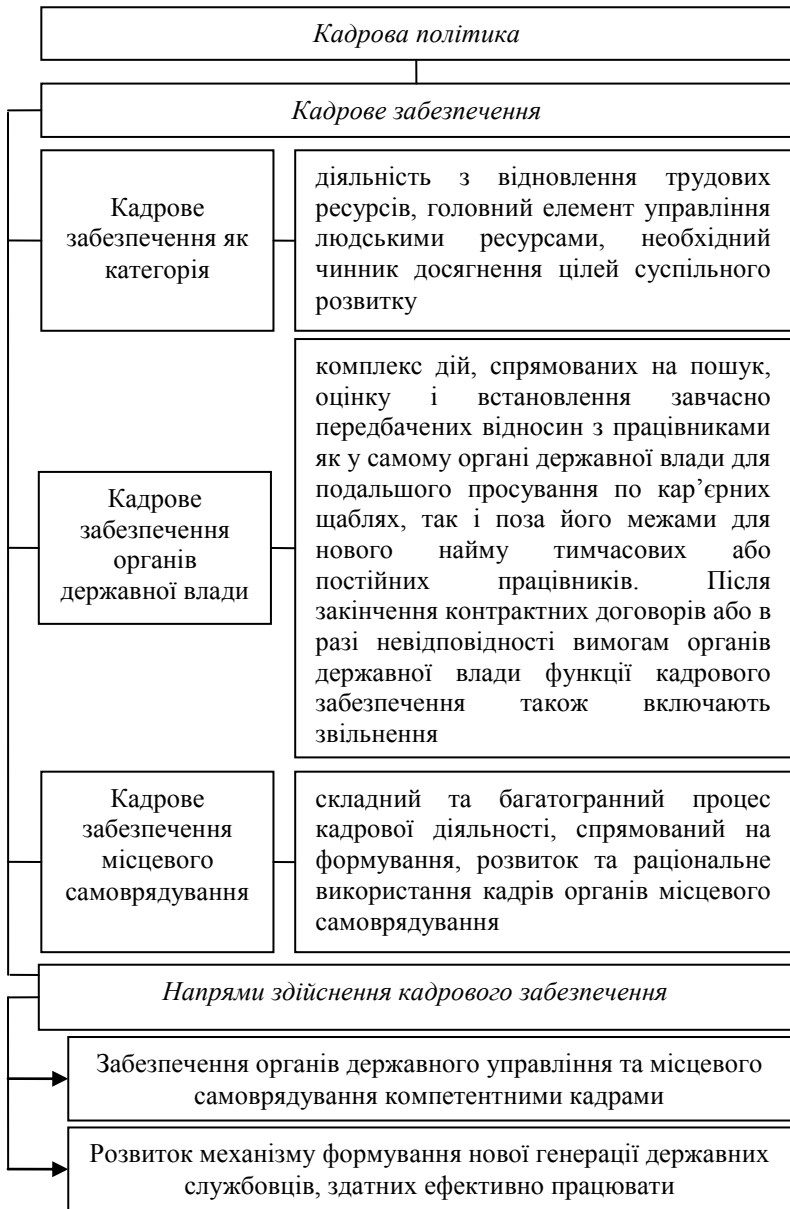 Кадрова політика
Кадрове забезпечення
Кадрове
забезпечення як
категорія
діяльність з відновлення трудових
ресурсів, головний елемент управління
людськими ресурсами, необхідний
чинник досягнення цілей суспільного
розвитку
Кадрове
забезпечення
органів
державної влади
комплекс дій, спрямованих на пошук,
оцінку і встановлення завчасно
передбачених відносин з працівниками
як у самому органі державної влади для
подальшого просування по кар’єрних
щаблях, так і поза його межами для
нового найму тимчасових або
постійних працівників. Після
закінчення контрактних договорів або в
разі невідповідності вимогам органів
державної влади функції кадрового
забезпечення також включають
звільнення
Кадрове
забезпечення
місцевого
самоврядування
складний та багатогранний процес
кадрової діяльності, спрямований на
формування, розвиток та раціональне
використання кадрів органів місцевого
самоврядування
Напрями здійснення кадрового забезпечення
Забезпечення органів державного управління та місцевого
самоврядування компетентними кадрами
Розвиток механізму формування нової генерації державних
службовців, здатних ефективно працювати